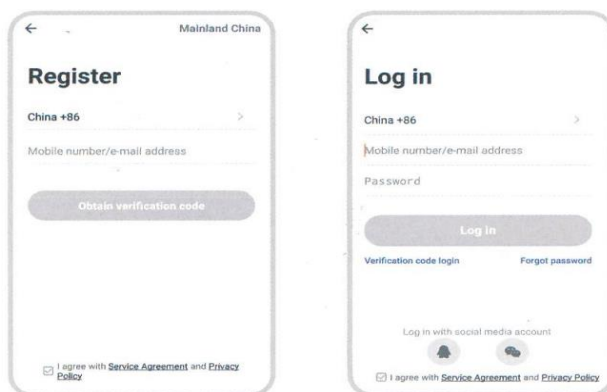 Mainland China
Register
China +86
Mobile number/e-mail address
Obtain verification code
I agree with Service Agreement and Privacy
Policy
Log in
China +86
Mobile number/e-mail address
Password
Log in
Verification code login Forgot password
Log in with social media account
I agree with Service Agreement and Privacy Policy